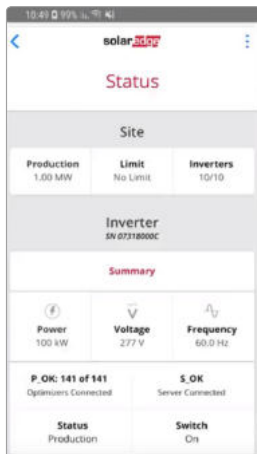 10:49 99%
solaredge
Status
Site
Production Limit Inverters
1.00 MW No Limit 10/10
Inverter
SN 07318000C
Summary
Power Voltage Frequency
100 kW 277 V 60.0 Hz
P_OK: 141 of 141 S_OK
Optimizers Connected Server Connected
Status Switch
Production On